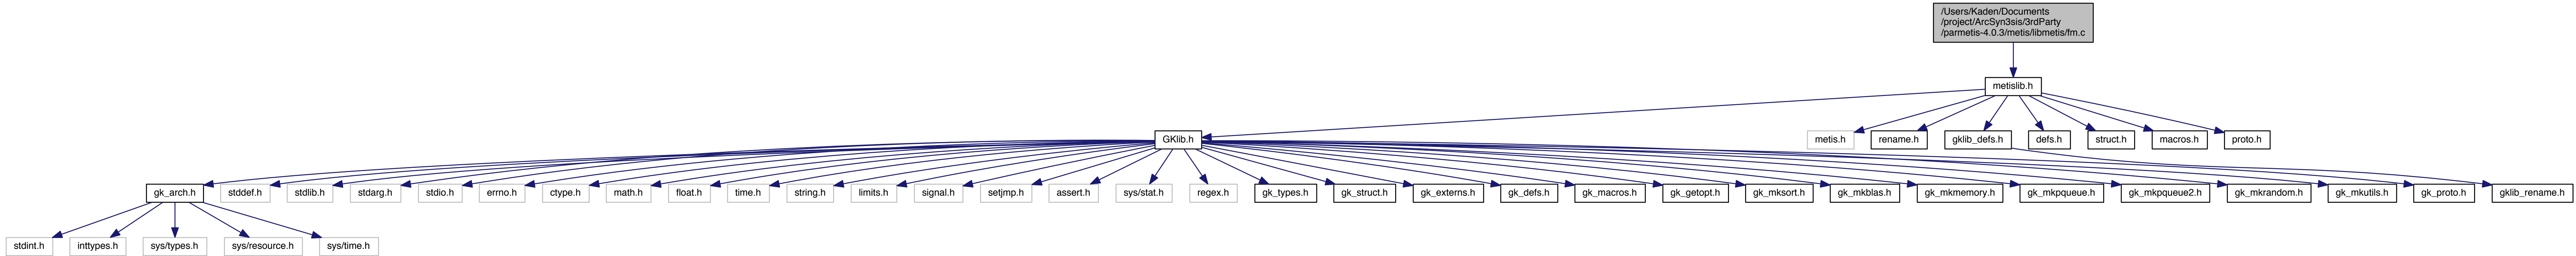 /Users/Kaden/Documents
/project/ArcSyn3sis/3rdParty
/parmetis-4.0.3/metis/libmetis/fm.c
metislib.h
GKlib.h
metis.h
rename.h
gklib_defs.h
defs.h
struct.h
macros.h
proto.h
gk_arch.h
stddef.h
stdlib.h
stdarg.h
stdio.h
errno.h
ctype.h
math.h
float.h
time.h
string.h
limits.h
signal.h
setjmp.h
assert.h
sys/stat.h
regex.h
gk_types.h
gk_struct.h
gk_externs.h
gk_defs.h
gk_macros.h
gk_getopt.h
gk_mksort.h
gk_mkblas.h
gk_mkmemory.h
gk_mkpqueue.h
gk_mkpqueue2.h
gk_mkrandom.h
gk_mkutils.h
gk_proto.h
gklib_rename.h
stdint.h
inttypes.h
sys/types.h
sys/resource.h
sys/time.h